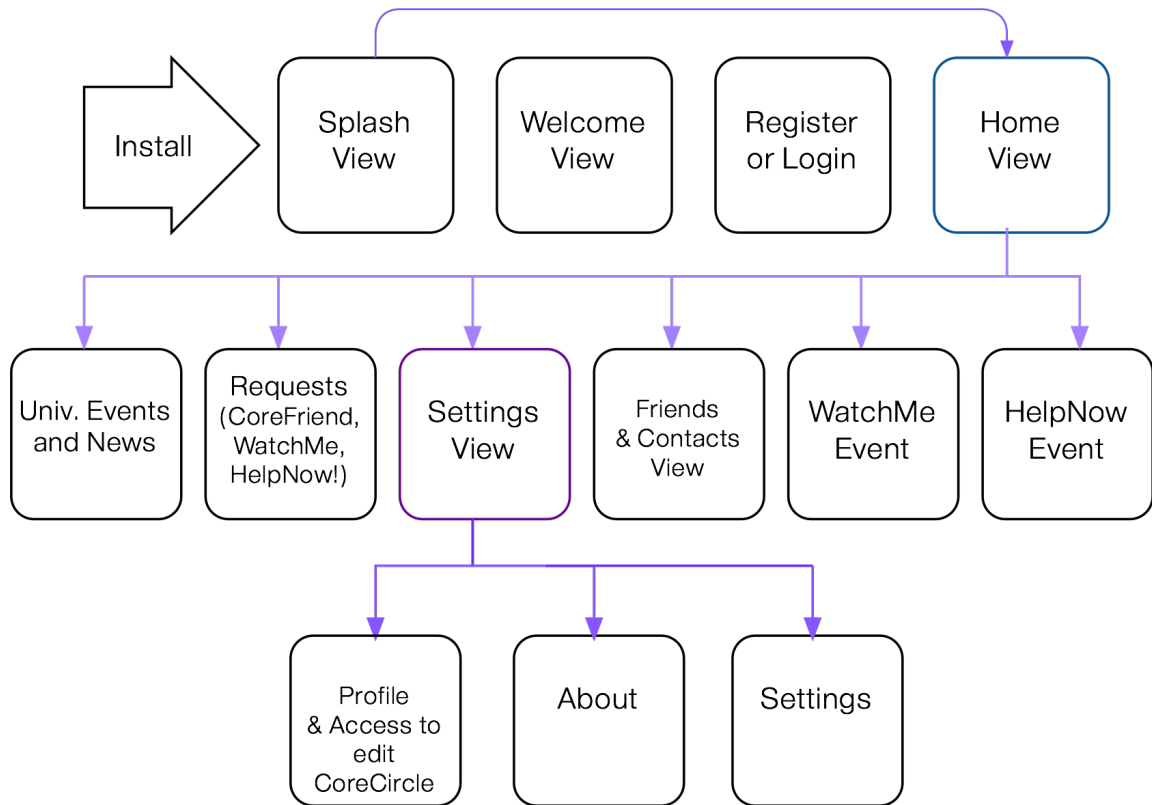 Install
Splash
View
Welcome
View
Register
or Login
Home
View
Univ. Events
and News
Requests
(CoreFriend,
WatchMe,
HelpNow!)
Settings
View
Friends
& Contacts
View
WatchMe
Event
HelpNow
Event
Profile
& Access to
edit
CoreCircle
About
Settings